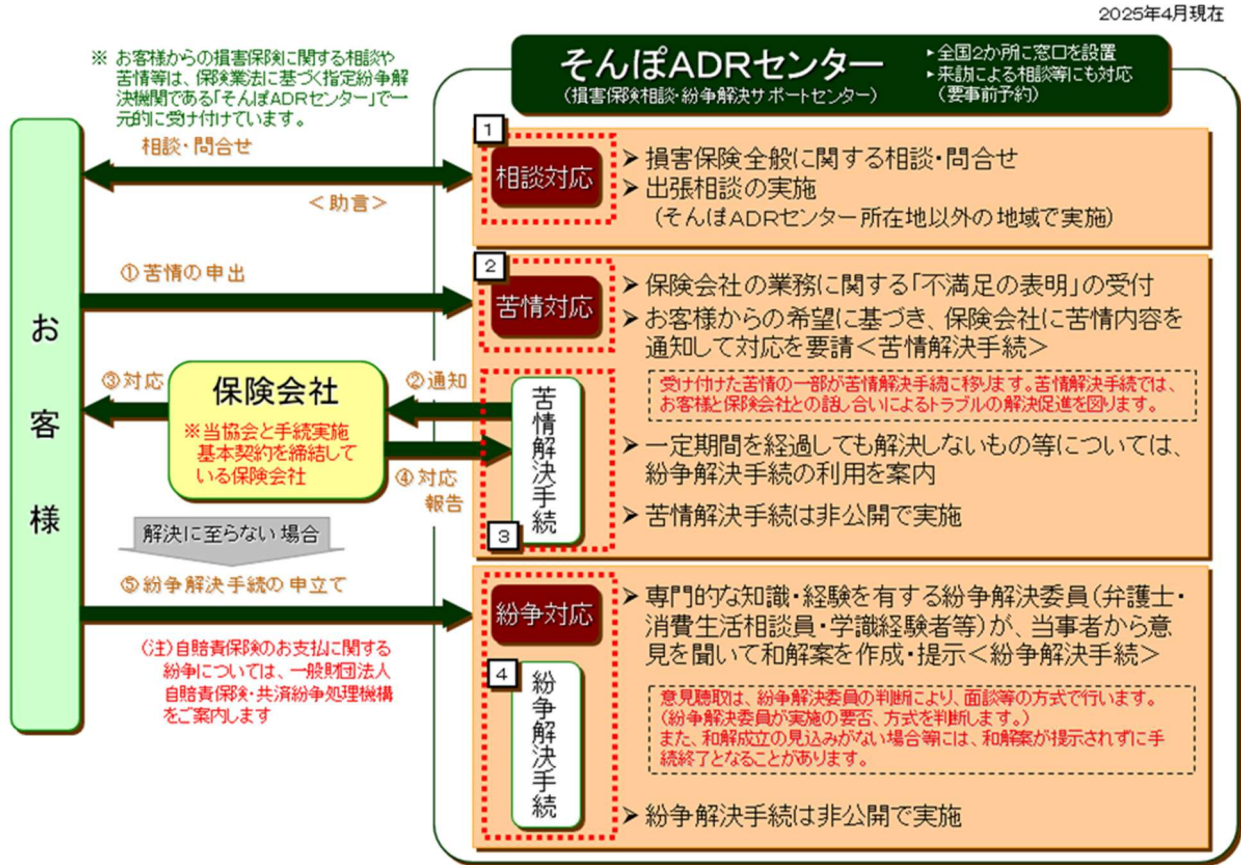 2025年4月現在
※ お客様からの損害保険に関する相談や
苦情等は、保険業法に基づく指定紛争解
決機関である「そんぽADRセンター」で一
元的に受け付けています。
そんぽADRセンター
(損害保険相談・紛争解決サポートセンター)
▸全国2か所に窓口を設置
▸来訪による相談等にも対応
(要事前予約)
お客様
相談・問合せ
<助言>
1
相談対応
➢ 損害保険全般に関する相談・問合せ
➢ 出張相談の実施
(そんぽADRセンター所在地以外の地域で実施)
①苦情の申出
2
苦情対応
➢ 保険会社の業務に関する「不満足の表明」の受付
➢ お客様からの希望に基づき、保険会社に苦情内容を
通知して対応を要請<苦情解決手続>
受け付けた苦情の一部が苦情解決手続に移ります。苦情解決手続では、
お客様と保険会社との話し合いによるトラブルの解決促進を図ります。
③対応
保険会社
※当協会と手続実施
基本契約を締結して
いる保険会社
②通知
④対応
報告
苦情解決手続
3
➢ 一定期間を経過しても解決しないもの等については、
紛争解決手続の利用を案内
➢ 苦情解決手続は非公開で実施
解決に至らない場合
⑤紛争解決手続の申立て
(注)自賠責保険のお支払に関する
紛争については、一般財団法人
自賠責保険・共済紛争処理機構
をご案内します
紛争対応
4
紛争解決手続
➢ 専門的な知識・経験を有する紛争解決委員(弁護士・
消費生活相談員・学識経験者等)が、当事者から意
見を聞いて和解案を作成・提示<紛争解決手続>
意見聴取は、紛争解決委員の判断により、面談等の方式で行います。
(紛争解決委員が実施の要否、方式を判断します。)
また、和解成立の見込みがない場合等には、和解案が提示されずに手
続終了となることがあります。
➢ 紛争解決手続は非公開で実施